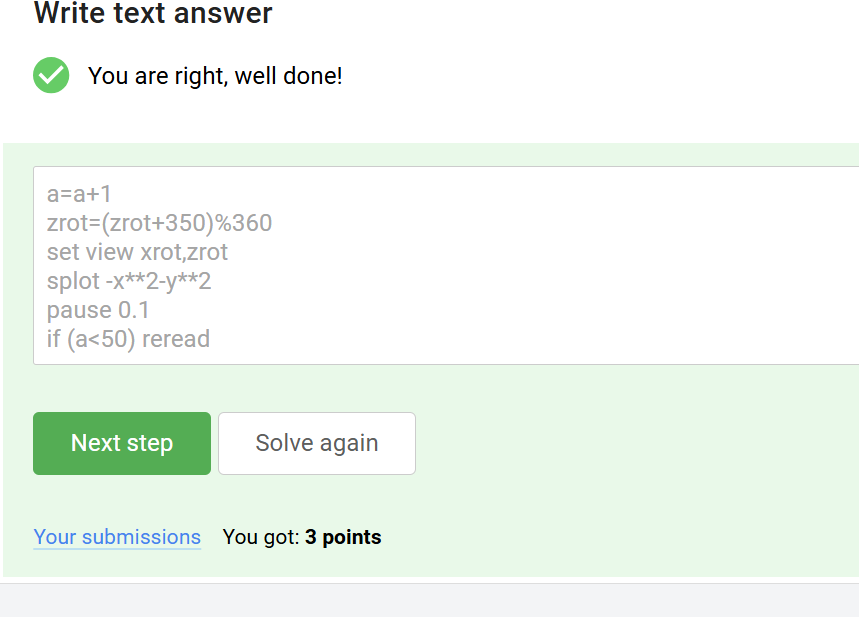 Write text answer
You are right, well done!
a=a+1
zrot=(zrot+350)%360
set view xrot,zrot
splot -x**2-y**2
pause 0.1
if (a<50) reread
Next step
Solve again
Your submissions
You got: 3 points